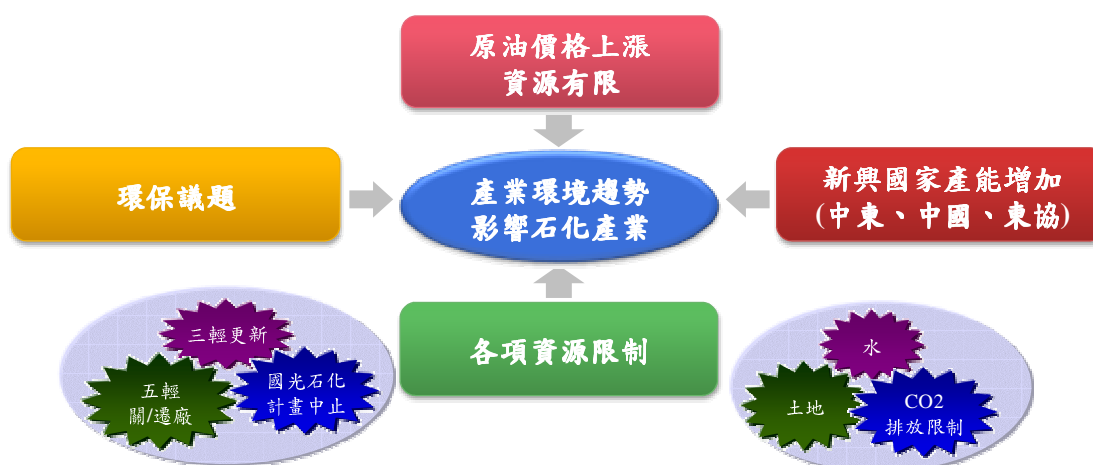 原油價格上漲
資源有限
環保議題
產業環境趨勢
影響石化產業
新興國家產能增加
(中東、中國、東協)
各項資源限制
三輕更新
五輕
關/遷廠
國光石化
計畫中止
水
土地
CO2
排放限制